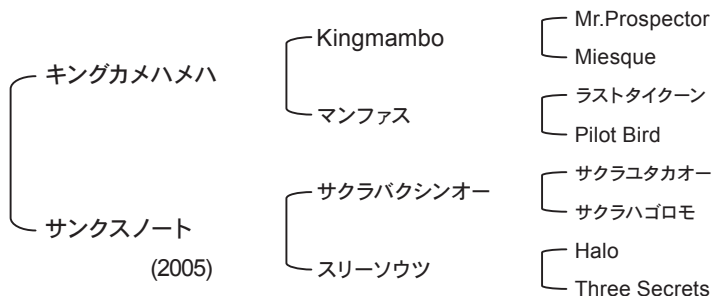 キングカメハメハ
サンクスノート
(2005)
Kingmambo
マンファス
サクラバクシンオー
スリーソウツ
Mr.Prospector
Miesque
ラストタイクーン
Pilot Bird
サクラユタカオー
サクラハゴロモ
Halo
Three Secrets